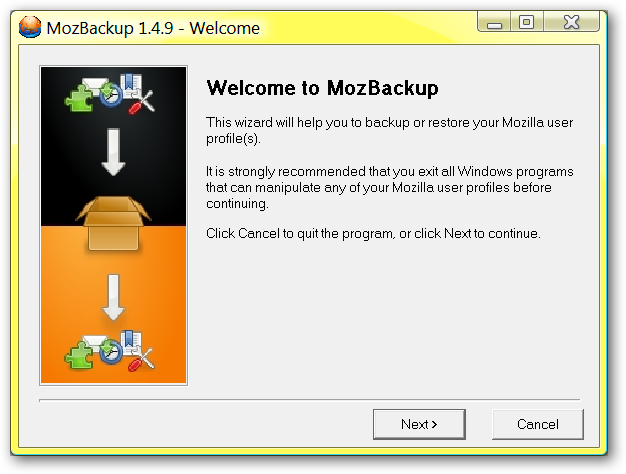 MozBackup 1.4.9 - Welcome
Welcome to MozBackup
This wizard will help you to backup or restore your Mozilla user
profile(s).
It is strongly recommended that you exit all Windows programs
that can manipulate any of your Mozilla user profiles before
continuing.
Click Cancel to quit the program, or click Next to continue.
Next >
Cancel